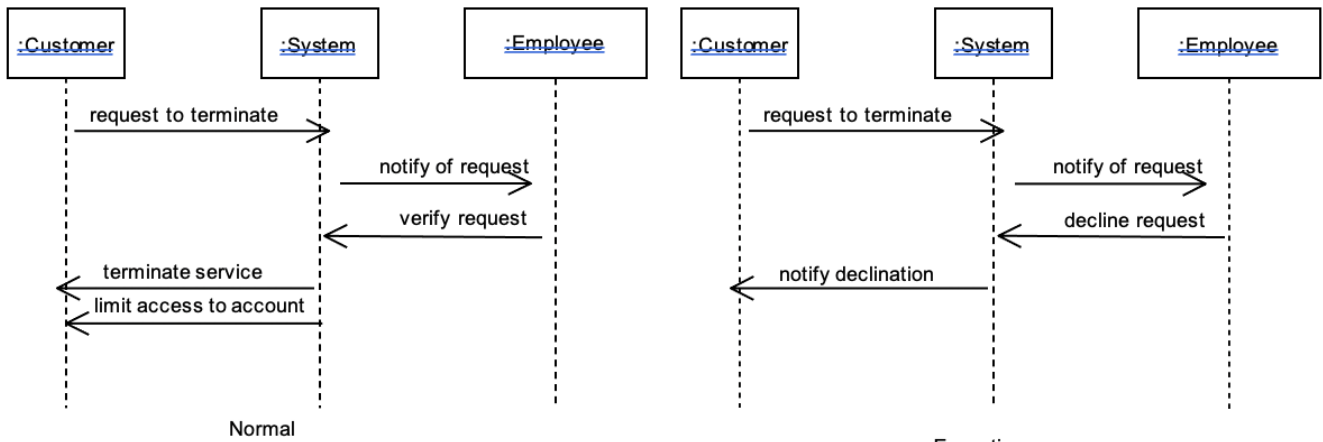 :Customer
:System
:Employee
request to terminate
notify of request
verify request
terminate service
limit access to account
Normal
:Customer
:System
:Employee
request to terminate
notify of request
decline request
notify declination